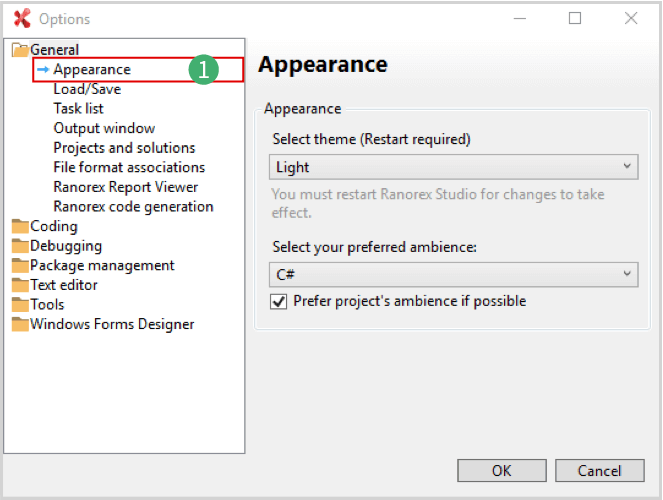 Options
General
Appearance
1
Load/Save
Task list
Output window
Projects and solutions
File format associations
Ranorex Report Viewer
Ranorex code generation
Coding
Debugging
Package management
Text editor
Tools
Windows Forms Designer
Appearance
Appearance
Select theme (Restart required)
Light
You must restart Ranorex Studio for changes to take
effect.
Select your preferred ambience:
C#
Prefer project's ambience if possible
OK
Cancel